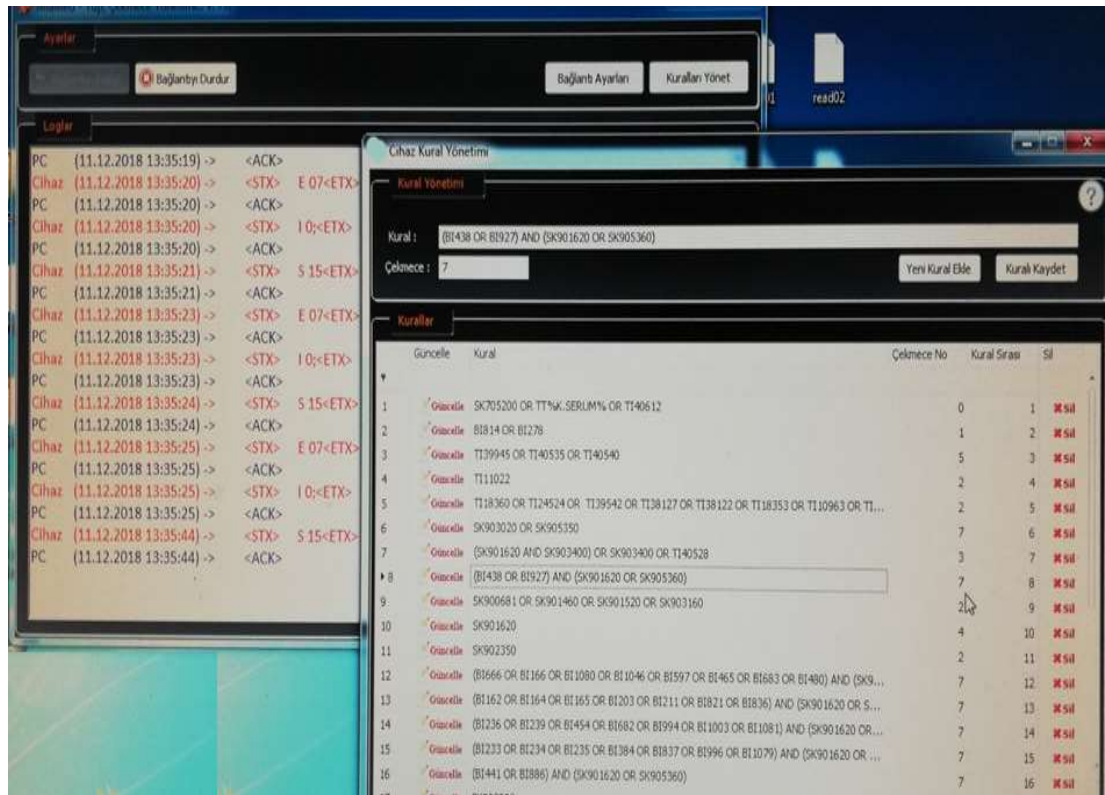 Ayarlar
Bağlantıyı Durdur
Bağlantı Ayarları
Kuralları Yönet
read02
Loglar
PC (11.12.2018 13:35:19) -> <ACK>
Cihaz (11.12.2018 13:35:20) -> <STX> E 07<ETX>
PC (11.12.2018 13:35:20) -> <ACK>
Cihaz (11.12.2018 13:35:20) -> <STX> I 0;<ETX>
PC (11.12.2018 13:35:20) -> <ACK>
Cihaz (11.12.2018 13:35:21) -> <STX> S 15<ETX>
PC (11.12.2018 13:35:21) -> <ACK>
Cihaz (11.12.2018 13:35:23) -> <STX> E 07<ETX>
PC (11.12.2018 13:35:23) -> <ACK>
Cihaz (11.12.2018 13:35:23) -> <STX> I 0;<ETX>
PC (11.12.2018 13:35:23) -> <ACK>
Cihaz (11.12.2018 13:35:24) -> <STX> S 15<ETX>
PC (11.12.2018 13:35:24) -> <ACK>
Cihaz (11.12.2018 13:35:25) -> <STX> E 07<ETX>
PC (11.12.2018 13:35:25) -> <ACK>
Cihaz (11.12.2018 13:35:25) -> <STX> I 0;<ETX>
PC (11.12.2018 13:35:25) -> <ACK>
Cihaz (11.12.2018 13:35:44) -> <STX> S 15<ETX>
PC (11.12.2018 13:35:44) -> <ACK>
Cihaz Kural Yönetimi
Kural Yönetimi
Kural : (BI438 OR BI927) AND (SK901620 OR SK905360)
Çekmece : 7
Yeni Kural Ekle
Kuralı Kaydet
Kurallar
Güncelle Kural Çekmece No Kural Sırası Sil
1 Güncelle SK705200 OR TT%K.SERUM% OR TI40612 0 1 Sil
2 Güncelle BI814 OR BI278 1 2 Sil
3 Güncelle TI39945 OR TI40535 OR TI40540 5 3 Sil
4 Güncelle TI11022 2 4 Sil
5 Güncelle TI18360 OR TI24524 OR TI39542 OR TI38127 OR TI38122 OR TI18353 OR TI10963 OR TI... 2 5 Sil
6 Güncelle SK903020 OR SK905350 7 6 Sil
7 Güncelle (SK901620 AND SK903400) OR SK903400 OR TI40528 3 7 Sil
8 Güncelle (BI438 OR BI927) AND (SK901620 OR SK905360) 7 8 Sil
9 Güncelle SK900681 OR SK901460 OR SK901520 OR SK903160 2 9 Sil
10 Güncelle SK901620 4 10 Sil
11 Güncelle SK902350 2 11 Sil
12 Güncelle (BI666 OR BI166 OR BI1080 OR BI1046 OR BI597 OR BI465 OR BI683 OR BI480) AND (SK9... 7 12 Sil
13 Güncelle (BI162 OR BI164 OR BI165 OR BI203 OR BI211 OR BI821 OR BI836) AND (SK901620 OR S... 7 13 Sil
14 Güncelle (BI236 OR BI239 OR BI454 OR BI682 OR BI994 OR BI1003 OR BI1081) AND (SK901620 OR... 7 14 Sil
15 Güncelle (BI233 OR BI234 OR BI235 OR BI384 OR BI837 OR BI996 OR BI1079) AND (SK901620 OR ... 7 15 Sil
16 Güncelle (BI441 OR BI886) AND (SK901620 OR SK905360) 7 16 Sil